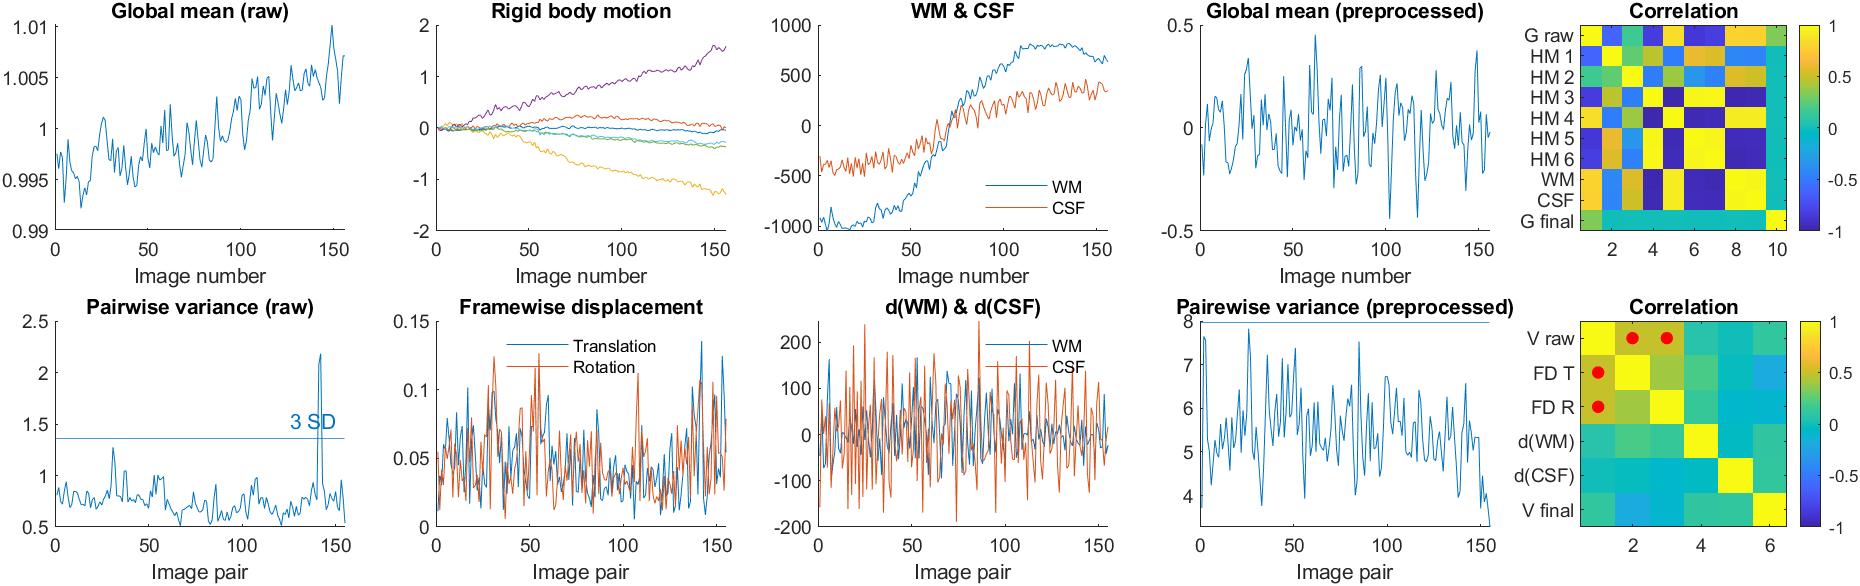 Global mean (raw)
1.01
1.005
1
0.995
0.99
0 50 100 150
Image number
Rigid body motion
2
1
0
-1
-2
0 50 100 150
Image number
WM & CSF
1000
500
0
-500
-1000
WM
CSF
0 50 100 150
Image number
Global mean (preprocessed)
0.5
0
-0.5
0 50 100 150
Image number
Correlation
G raw
HM 1
HM 2
HM 3
HM 4
HM 5
HM 6
WM
CSF
G final
2 4 6 8 10
1
0.5
0
-0.5
-1
Pairwise variance (raw)
2.5
2
1.5
1
0.5
3 SD
0 50 100 150
Image pair
Framewise displacement
0.15
0.1
0.05
0
Translation
Rotation
0 50 100 150
Image pair
d(WM) & d(CSF)
200
100
0
-100
-200
WM
CSF
0 50 100 150
Pairewise variance (preprocessed)
8
7
6
5
4
0 50 100 150
Image pair
Correlation
V raw
FD T
FD R
d(WM)
d(CSF)
V final
2 4 6
1
0.5
0
-0.5
-1